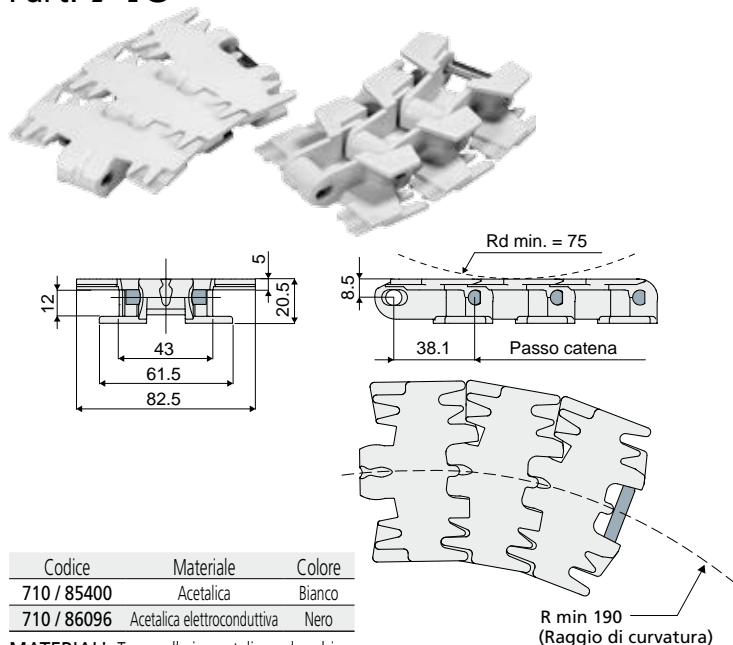 Rd min. = 75
5
20.5
12
43
61.5
82.5
8.5
38.1
Passo catena
Codice Materiale Colore
710 / 85400 Acetalica Bianco
710 / 86096 Acetalica elettroconduttiva Nero
R min 190
(Raggio di curvatura)